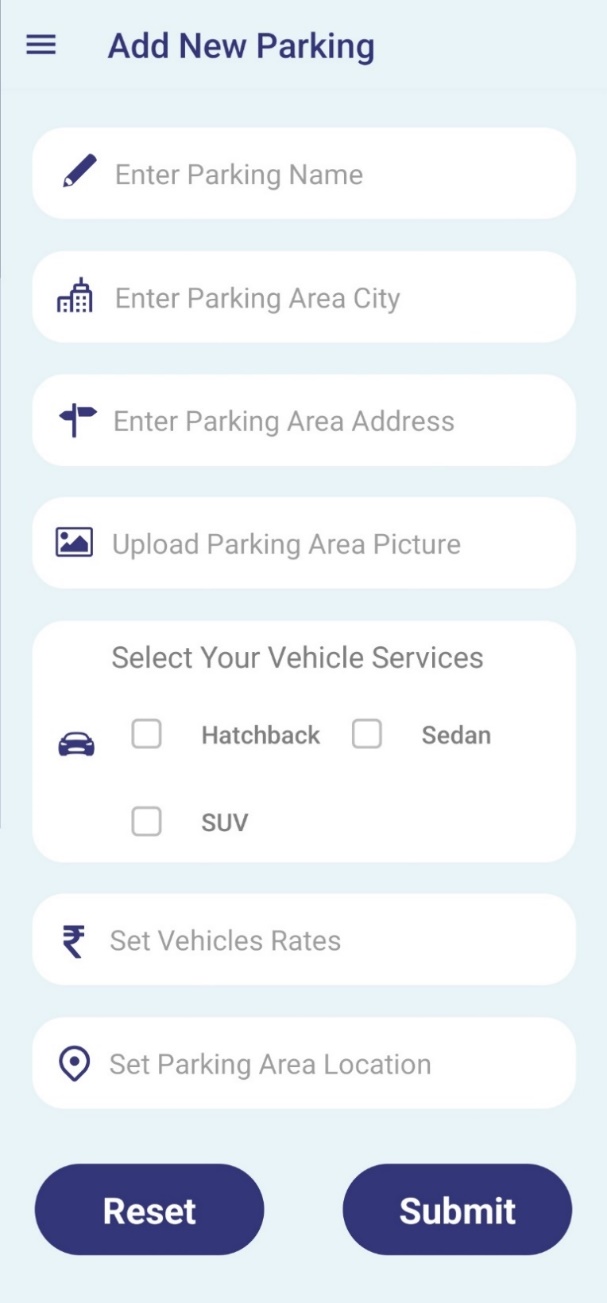 Add New Parking
Enter Parking Name
Enter Parking Area City
Enter Parking Area Address
Upload Parking Area Picture
Select Your Vehicle Services
Hatchback Sedan
SUV
₹ Set Vehicles Rates
Set Parking Area Location
Reset Submit